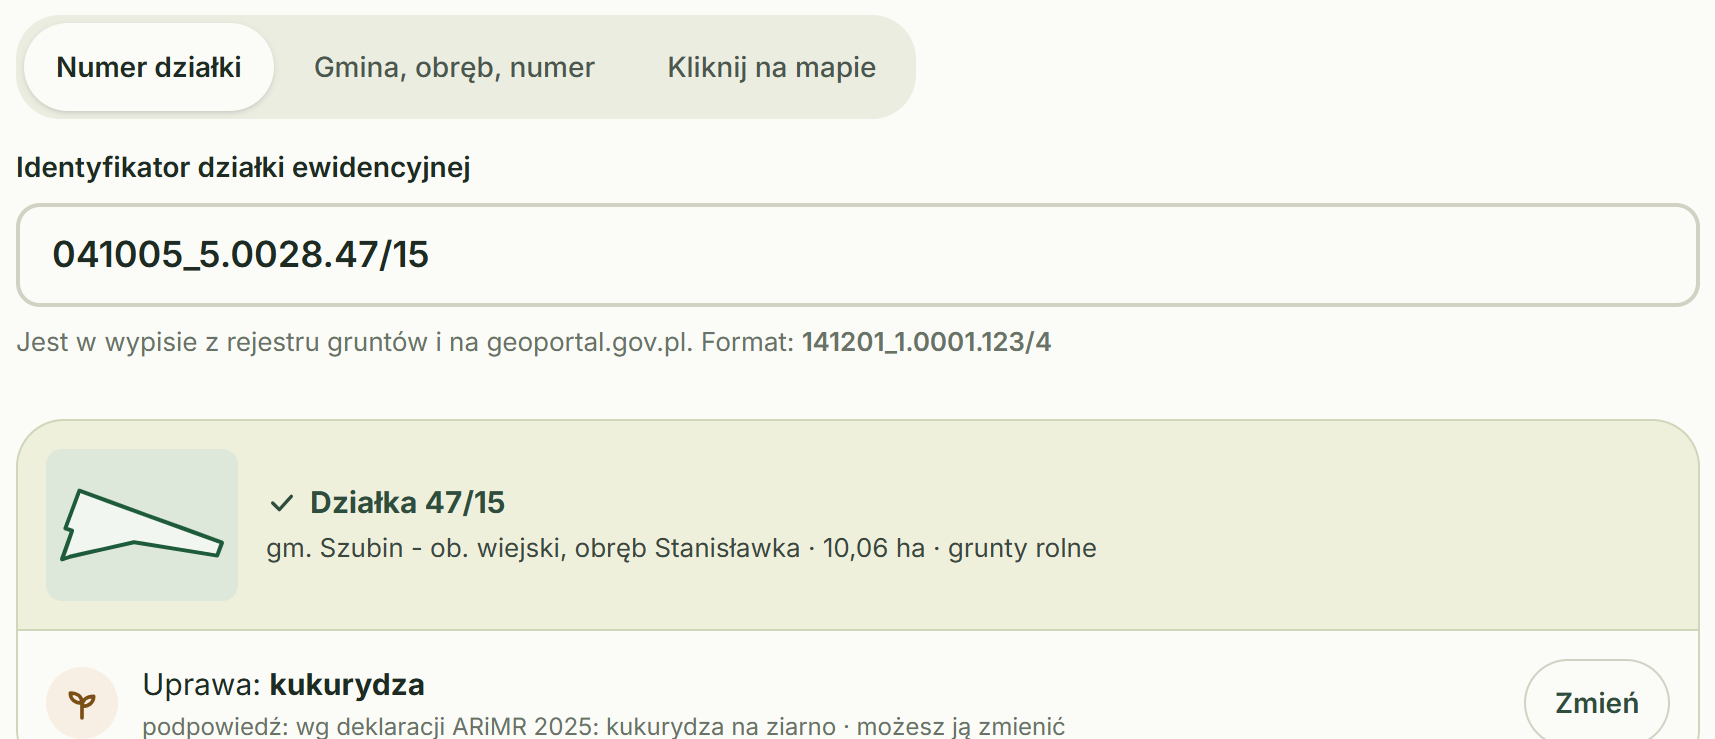 Numer działki Gmina, obręb, numer Kliknij na mapie
Identyfikator działki ewidencyjnej
041005_5.0028.47/15
Jest w wypisie z rejestru gruntów i na geoportal.gov.pl. Format: 141201_1.0001.123/4
Działka 47/15
gm. Szubin - ob. wiejski, obręb Stanisławka · 10,06 ha · grunty rolne
Uprawa: kukurydza
podpowiedź: wg deklaracji ARiMR 2025: kukurydza na ziarno · możesz ją zmienić
Zmień